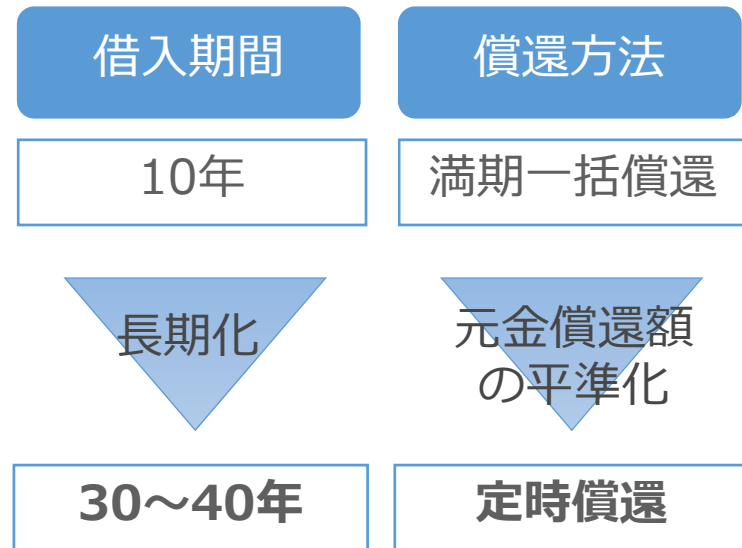 借入期間
償還方法
10年
満期一括償還
長期化
元金償還額
の平準化
30～40年
定時償還